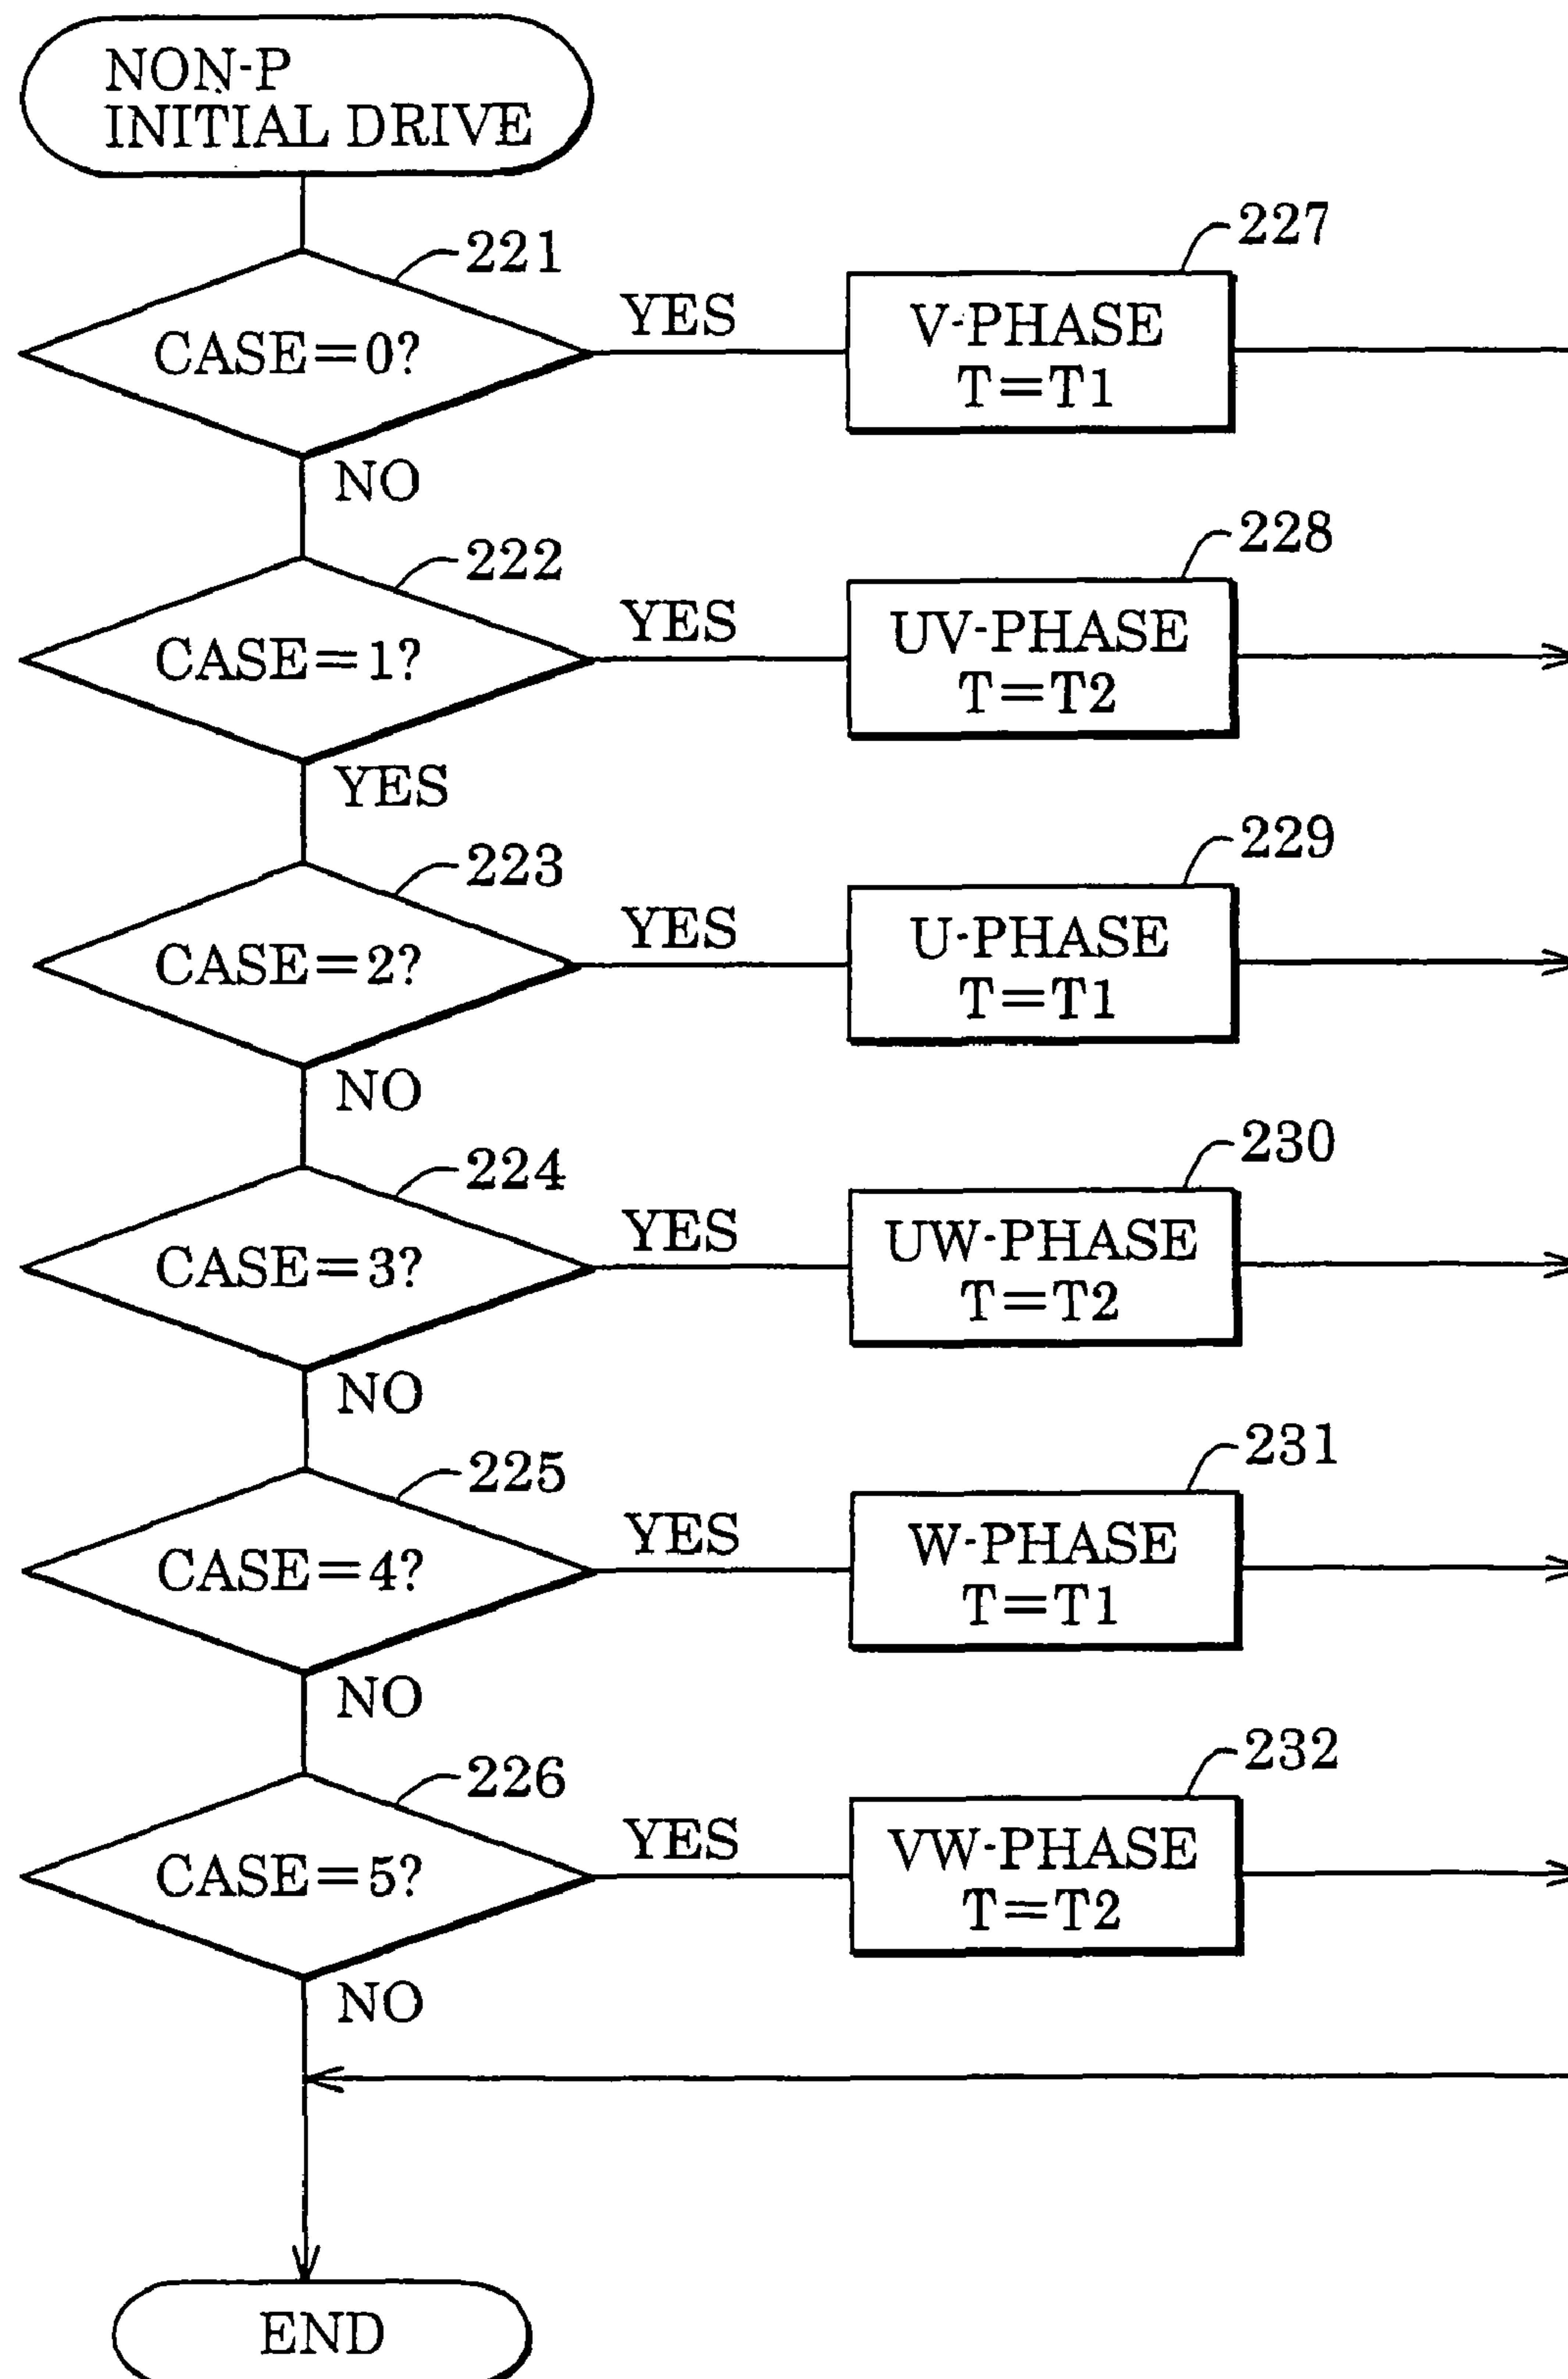 NON-P
INITIAL DRIVE
221
CASE=0?
YES
227
V-PHASE
T=T1
NO
222
CASE=1?
YES
228
UV-PHASE
T=T2
YES
223
CASE=2?
YES
229
U-PHASE
T=T1
NO
224
CASE=3?
YES
230
UW-PHASE
T=T2
NO
225
CASE=4?
YES
231
W-PHASE
T=T1
NO
226
CASE=5?
YES
232
VW-PHASE
T=T2
NO
END